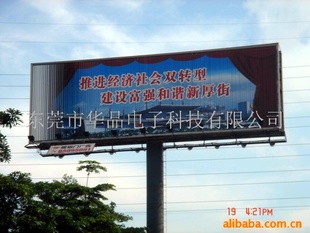 推进经济社会双转型
建设富强和谐新厚街
东莞市华晶电子科技有限公司
19 4:21PM
alibaba.com.cn